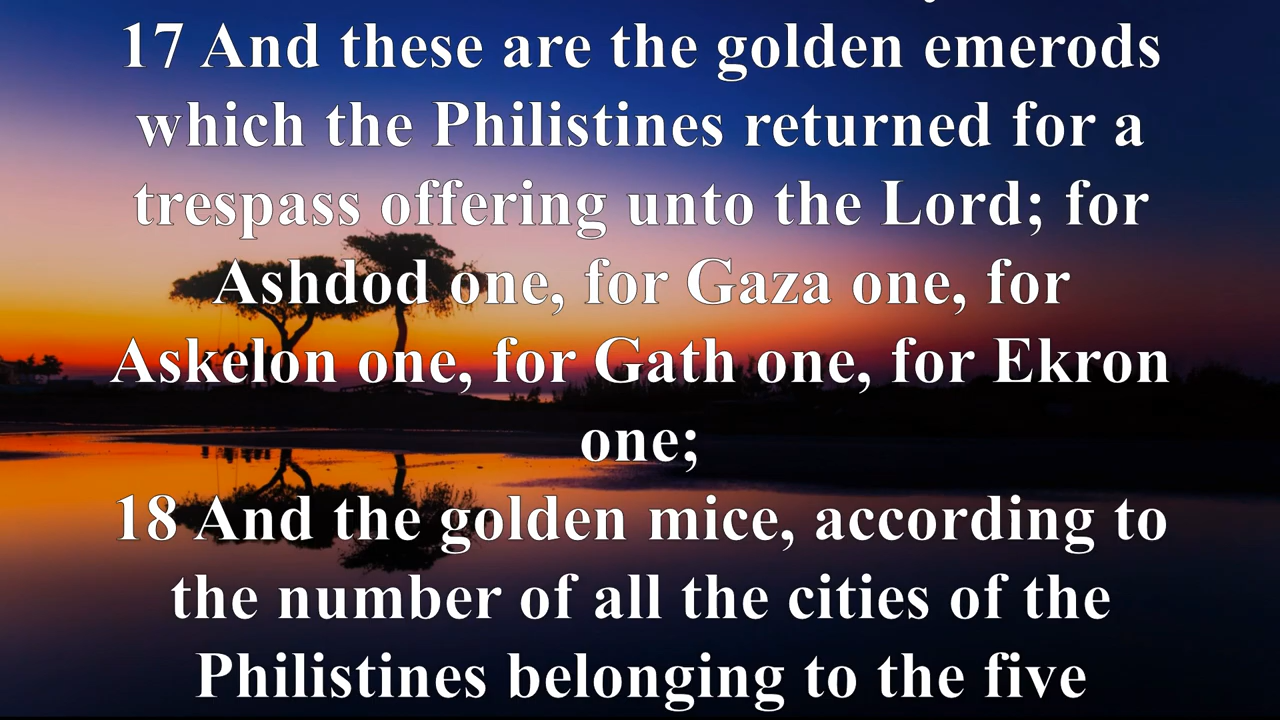 17 And these are the golden emerods
which the Philistines returned for a
trespass offering unto the Lord; for
Ashdod one, for Gaza one, for
Askelon one, for Gath one, for Ekron
one;
18 And the golden mice, according to
the number of all the cities of the
Philistines belonging to the five